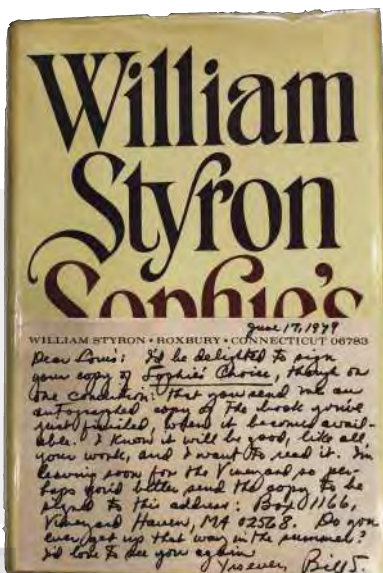 William
Styron
Sophie's
June 17, 1979
WILLIAM STYRON • ROXBURY • CONNECTICUT 06783
Dear Louis: I'd be delighted to sign
your copy of Sophie's Choice, though on
one condition: that you send me an
autographed copy of the book you've
just finished, when it becomes avail-
able. I know it will be good, like all
your work, and I want to read it. I'm
leaving soon for the Vineyard so per-
haps you'd better send the copy to be
signed to this address: Box 1166,
Vineyard Haven, MA 02568. Do you
ever get up that way in the summer?
I'd love to see you again
Yrs ever, Bill S.